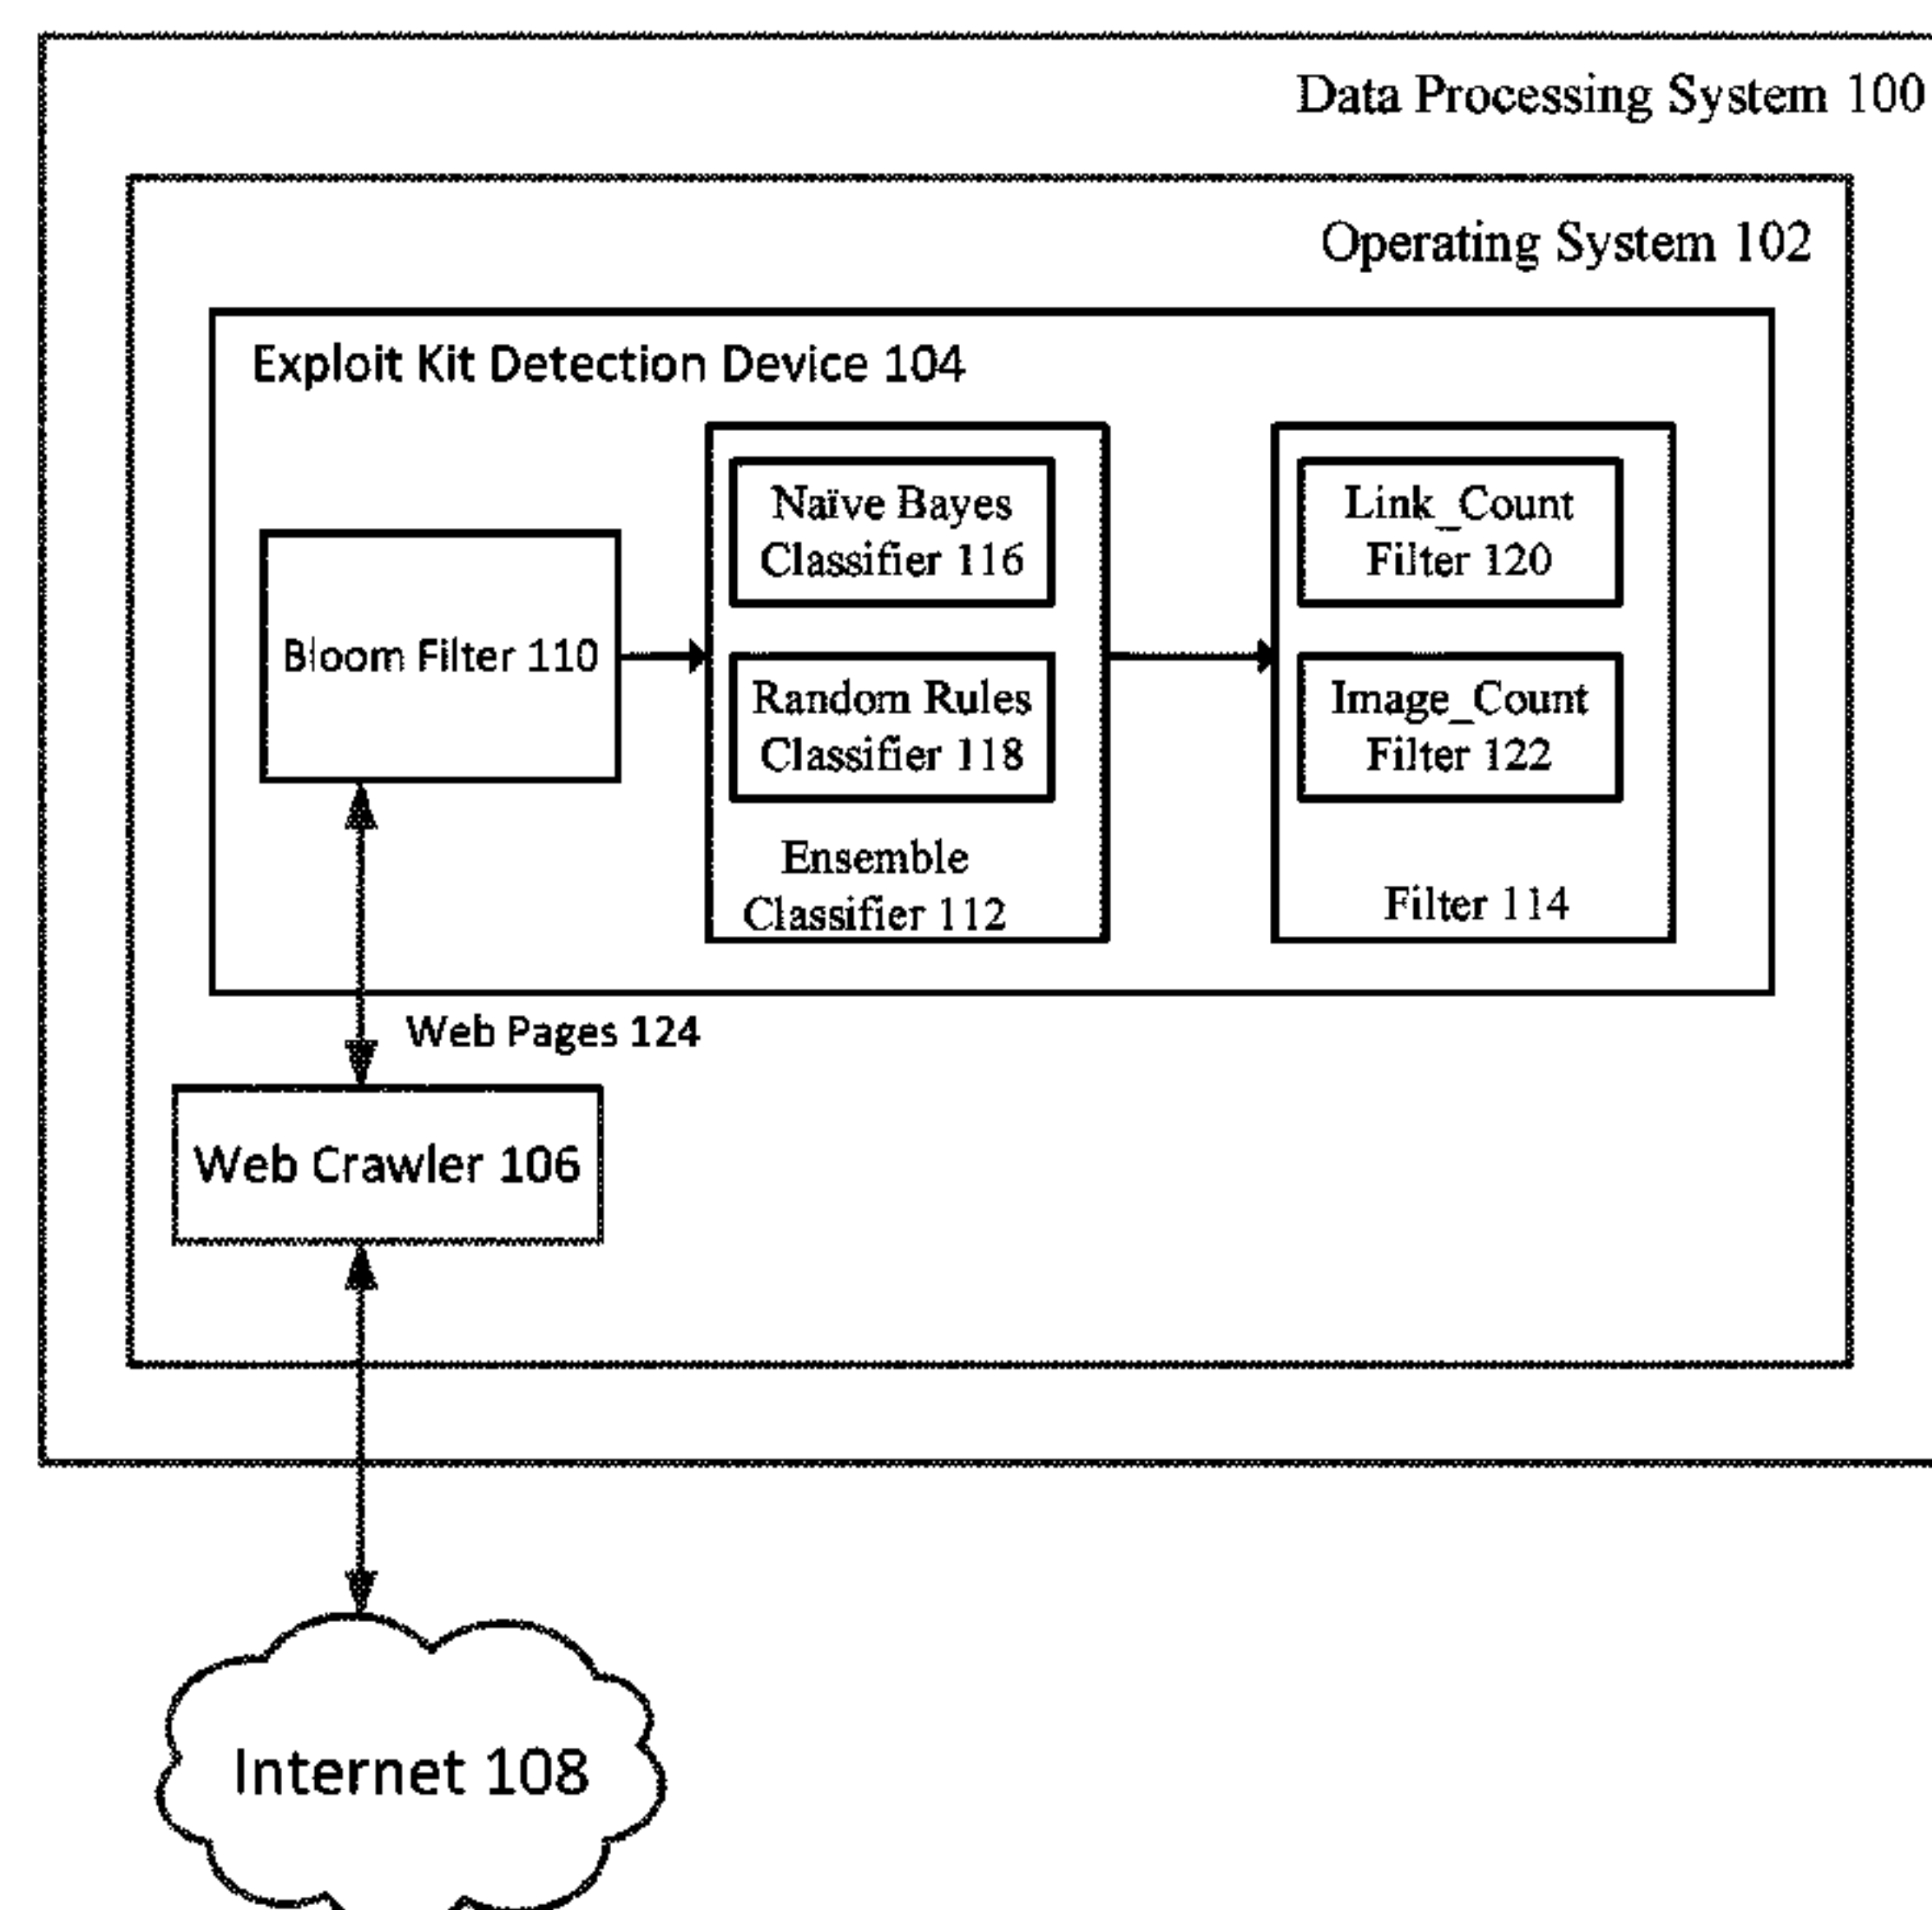 Data Processing System 100
Operating System 102
Exploit Kit Detection Device 104
Bloom Filter 110
Naïve Bayes
Classifier 116
Random Rules
Classifier 118
Ensemble
Classifier 112
Link_Count
Filter 120
Image_Count
Filter 122
Filter 114
Web Pages 124
Web Crawler 106
Internet 108